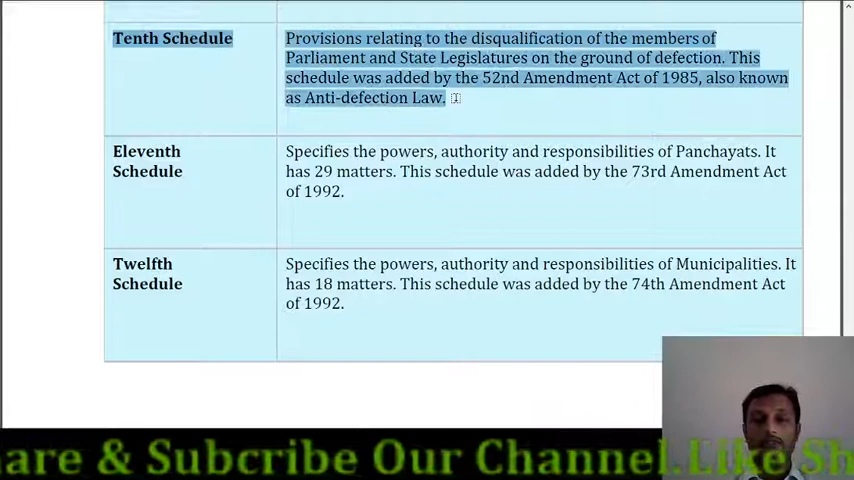 Tenth Schedule
Provisions relating to the disqualification of the members of
Parliament and State Legislatures on the ground of defection. This
schedule was added by the 52nd Amendment Act of 1985, also known
as Anti-defection Law.
Eleventh
Schedule
Specifies the powers, authority and responsibilities of Panchayats. It
has 29 matters. This schedule was added by the 73rd Amendment Act
of 1992.
Twelfth
Schedule
Specifies the powers, authority and responsibilities of Municipalities. It
has 18 matters. This schedule was added by the 74th Amendment Act
of 1992.
are & Subcribe Our Channel.Like Sh